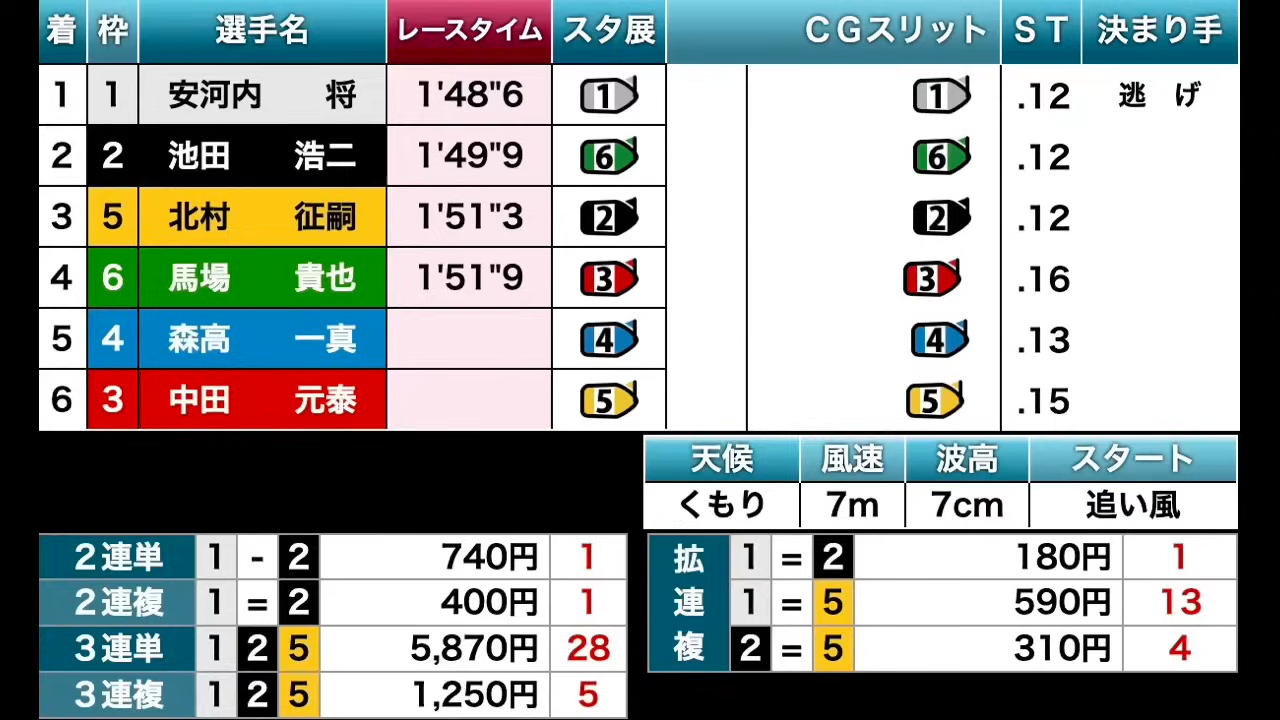 着 枠 選手名 レースタイム スタ展 CGスリット ST 決まり手
1 1 安河内 将 1'48"6 1 1 .12 逃 げ
2 2 池田 浩二 1'49"9 6 6 .12
3 5 北村 征嗣 1'51"3 2 2 .12
4 6 馬場 貴也 1'51"9 3 3 .16
5 4 森高 一真 4 4 .13
6 3 中田 元泰 5 5 .15
天候 風速 波高 スタート
くもり 7m 7cm 追い風
2連単 1 - 2 740円 1
2連複 1 = 2 400円 1
3連単 1 2 5 5,870円 28
3連複 1 2 5 1,250円 5
拡 1 = 2 180円 1
連 1 = 5 590円 13
複 2 = 5 310円 4